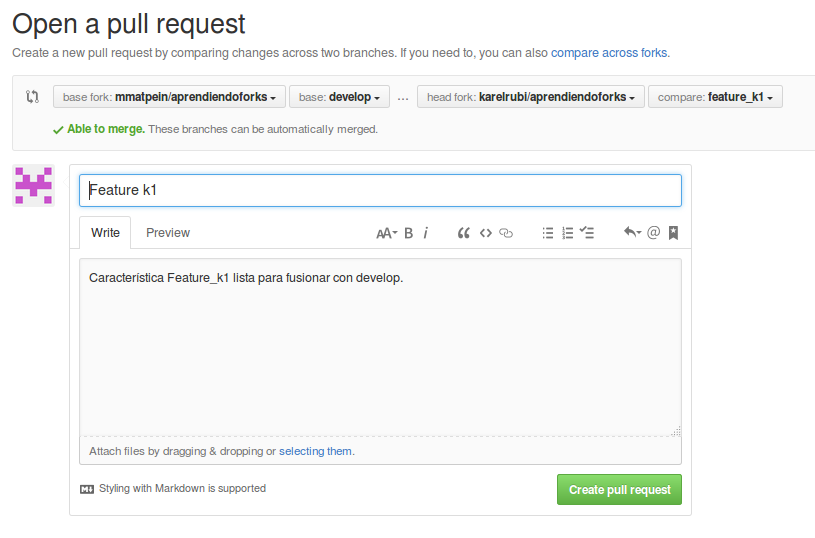 Open a pull request
Create a new pull request by comparing changes across two branches. If you need to, you can also compare across forks.
base fork: mmatpein/aprendiendoforks base: develop ... head fork: karelrubi/aprendiendoforks compare: feature_k1
Able to merge. These branches can be automatically merged.
Feature k1
Write Preview AA B i
Característica Feature_k1 lista para fusionar con develop.
Attach files by dragging & dropping or selecting them.
Styling with Markdown is supported
Create pull request